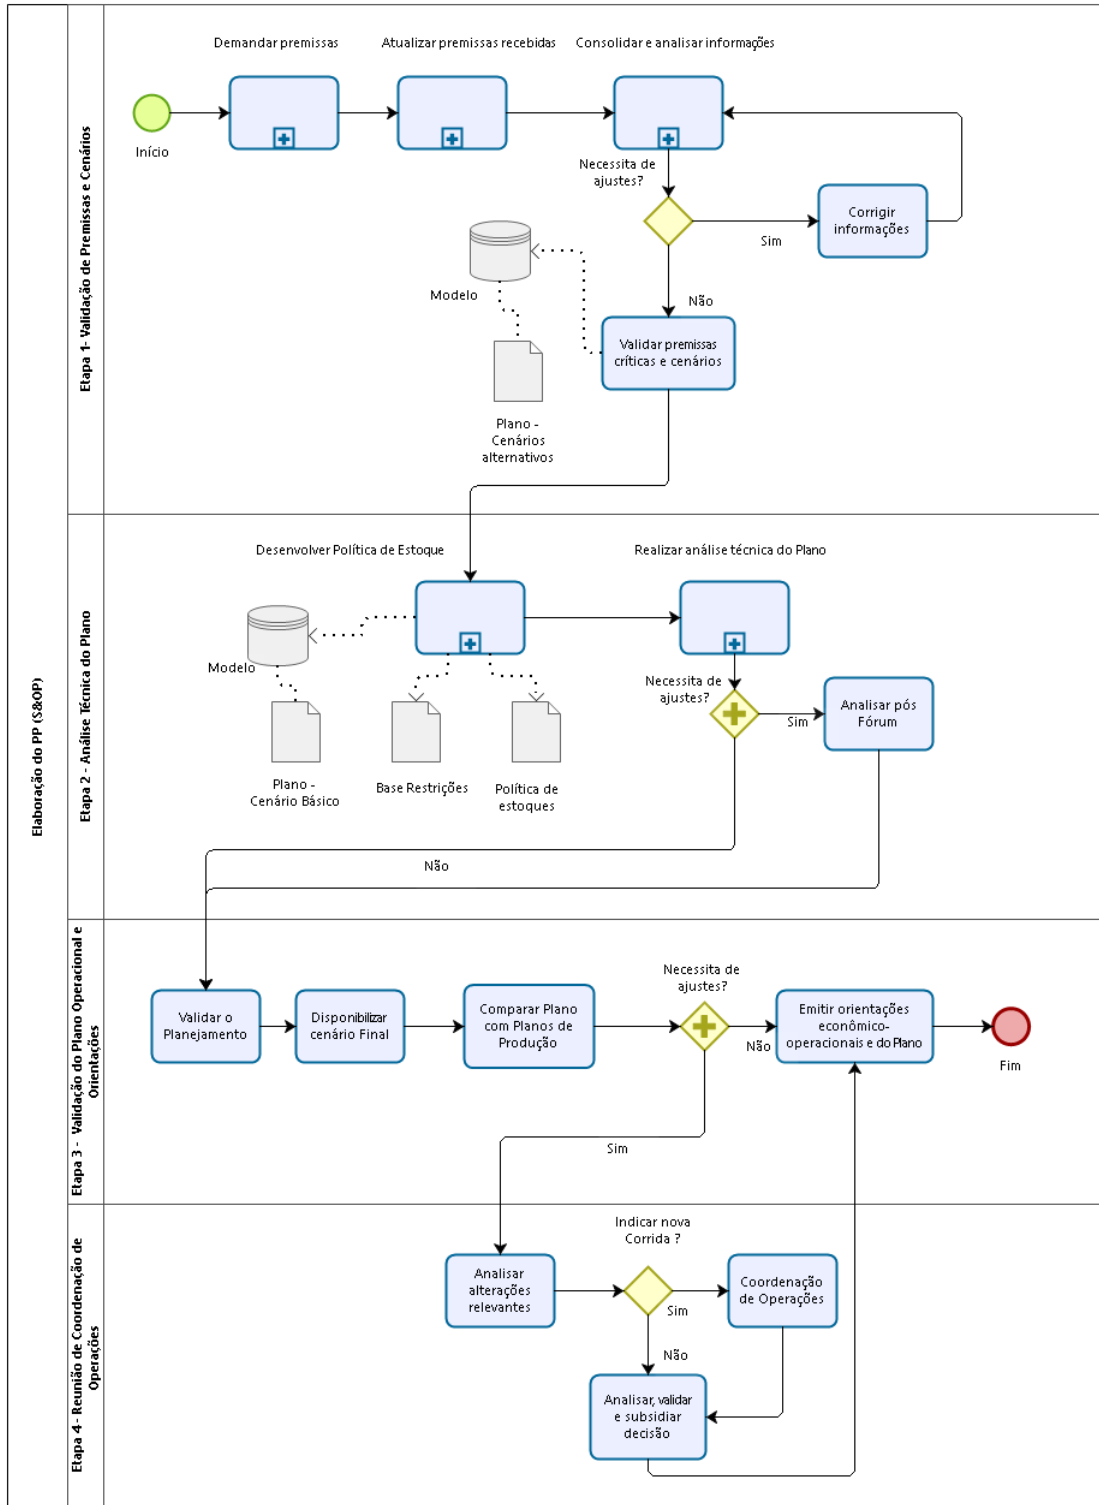 Elaboração do PP (S&OP)
Etapa 1- Validação de Premissas e Cenários
Demandar premissas
Atualizar premissas recebidas
Consolidar e analisar informações
Início
Necessita de
ajustes?
Sim
Corrigir
informações
Não
Modelo
Validar premissas
críticas e cenários
Plano -
Cenários
alternativos
Etapa 2 - Análise Técnica do Plano
Desenvolver Política de Estoque
Realizar análise técnica do Plano
Modelo
Necessita de
ajustes?
Sim
Analisar pós
Fórum
Plano -
Cenário Básico
Base Restrições
Política de
estoques
Não
Etapa 3 - Validação do Plano Operacional e
Orientações
Validar o
Planejamento
Disponibilizar
cenário Final
Comparar Plano
com Planos de
Produção
Necessita de
ajustes?
Não
Emitir orientações
econômico-
operacionais e do Plano
Fim
Sim
Etapa 4 - Reunião de Coordenação de
Operações
Analisar
alterações
relevantes
Indicar nova
Corrida ?
Sim
Coordenação
de Operações
Não
Analisar, validar
e subsidiar
decisão